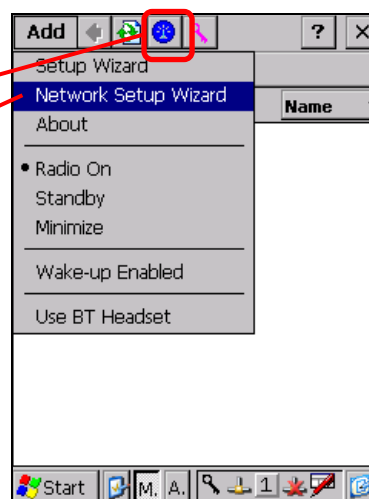 Add ? X
Setup Wizard
Network Setup Wizard
Name
About
Radio On
Standby
Minimize
Wake-up Enabled
Use BT Headset
Start M. A. 1